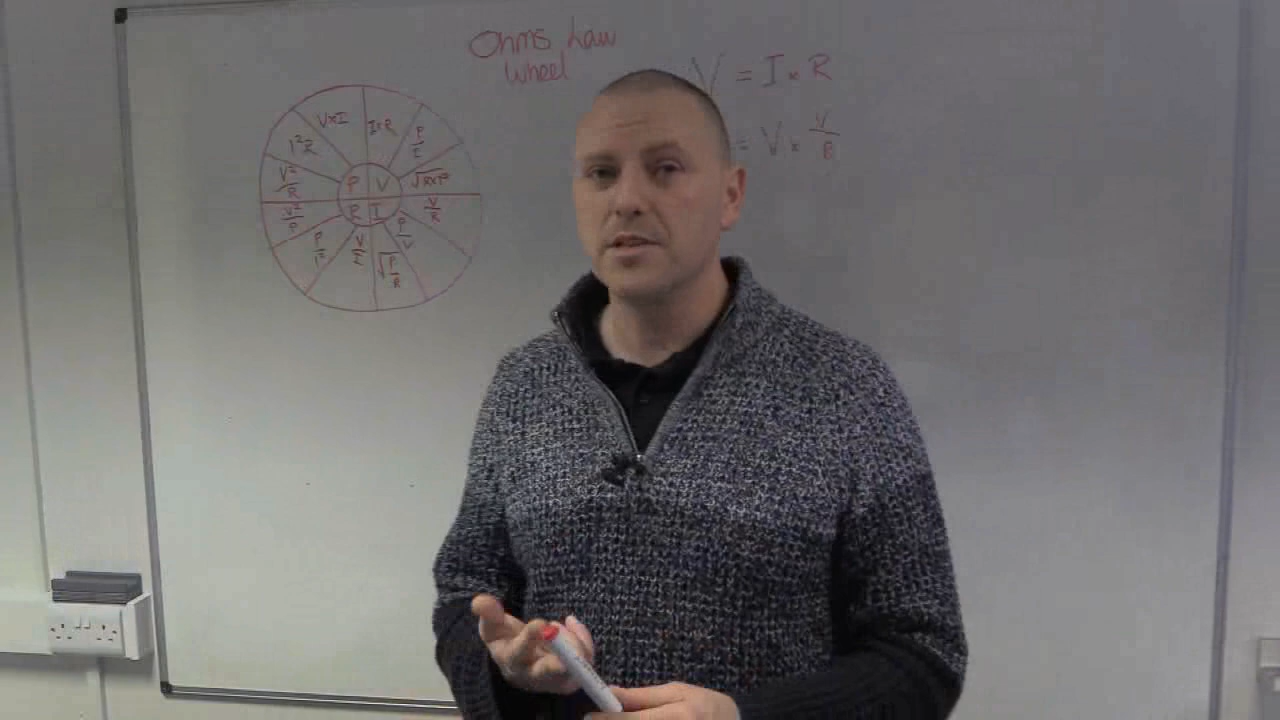 Ohms Law
Wheel
V = I × R
= V × V/R
V×I
I×R
P/I
√R×P
V/R
P/V
√P/R
V/I
P/I²
V²/P
V²/R
I²R
P V
R I